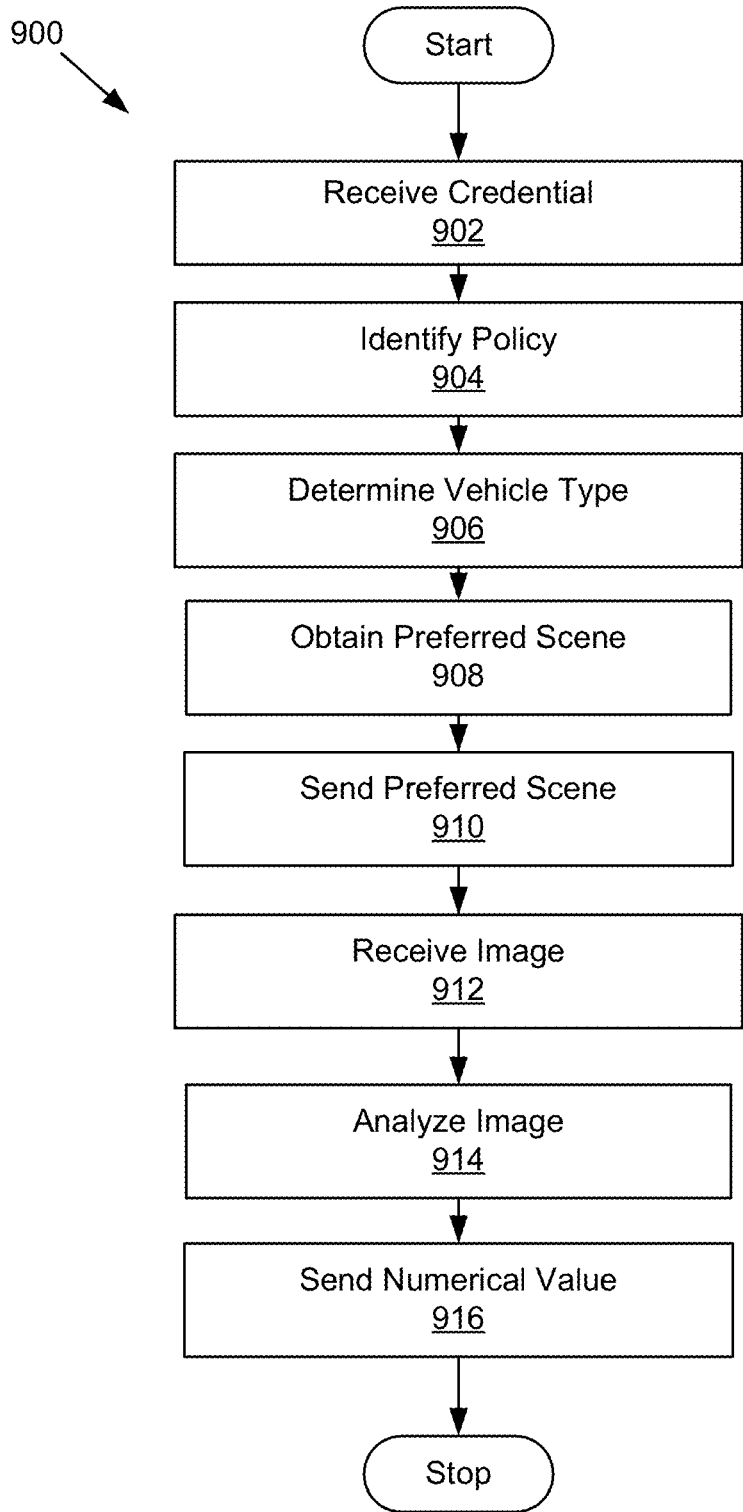 900
Start
Receive Credential
902
Identify Policy
904
Determine Vehicle Type
906
Obtain Preferred Scene
908
Send Preferred Scene
910
Receive Image
912
Analyze Image
914
Send Numerical Value
916
Stop